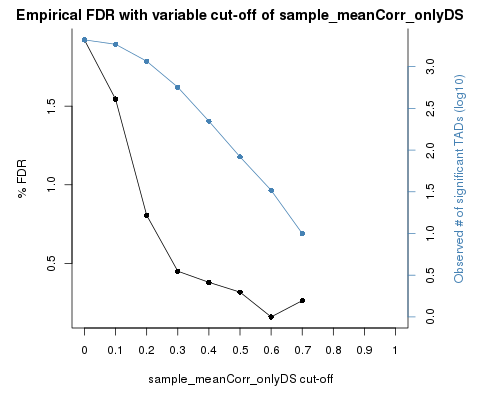 Empirical FDR with variable cut-off of sample_meanCorr_onlyDS
% FDR
0.5
1.0
1.5
0.0
0.5
1.0
1.5
2.0
2.5
3.0
Observed # of significant TADs (log10)
0 0.1 0.2 0.3 0.4 0.5 0.6 0.7 0.8 0.9 1
sample_meanCorr_onlyDS cut-off